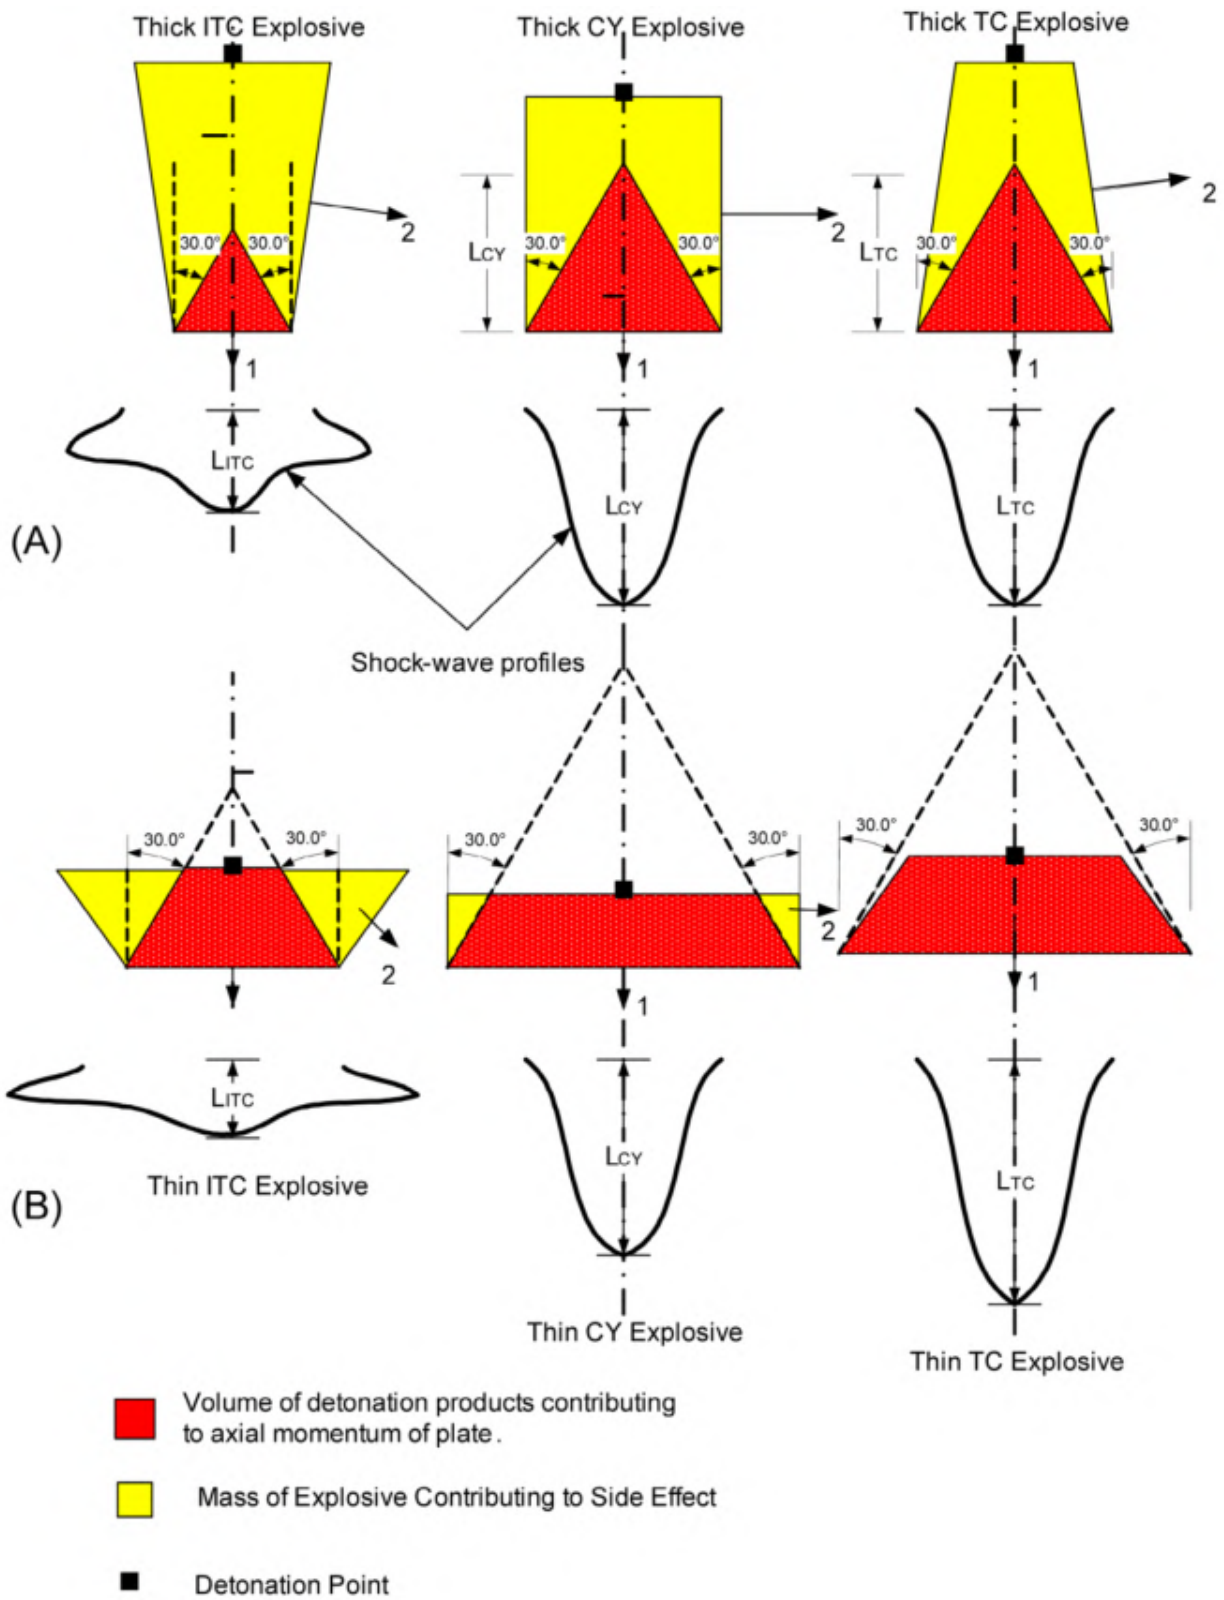 Thick ITC Explosive
Thick CY Explosive
Thick TC Explosive
2
30.0°
30.0°
1
LCY
30.0°
30.0°
2
1
LTC
30.0°
30.0°
2
1
LITC
LCY
LTC
(A)
Shock-wave profiles
30.0°
30.0°
2
30.0°
30.0°
2
1
30.0°
30.0°
1
LITC
LCY
LTC
Thin ITC Explosive
(B)
Thin CY Explosive
Thin TC Explosive
Volume of detonation products contributing
to axial momentum of plate.
Mass of Explosive Contributing to Side Effect
Detonation Point